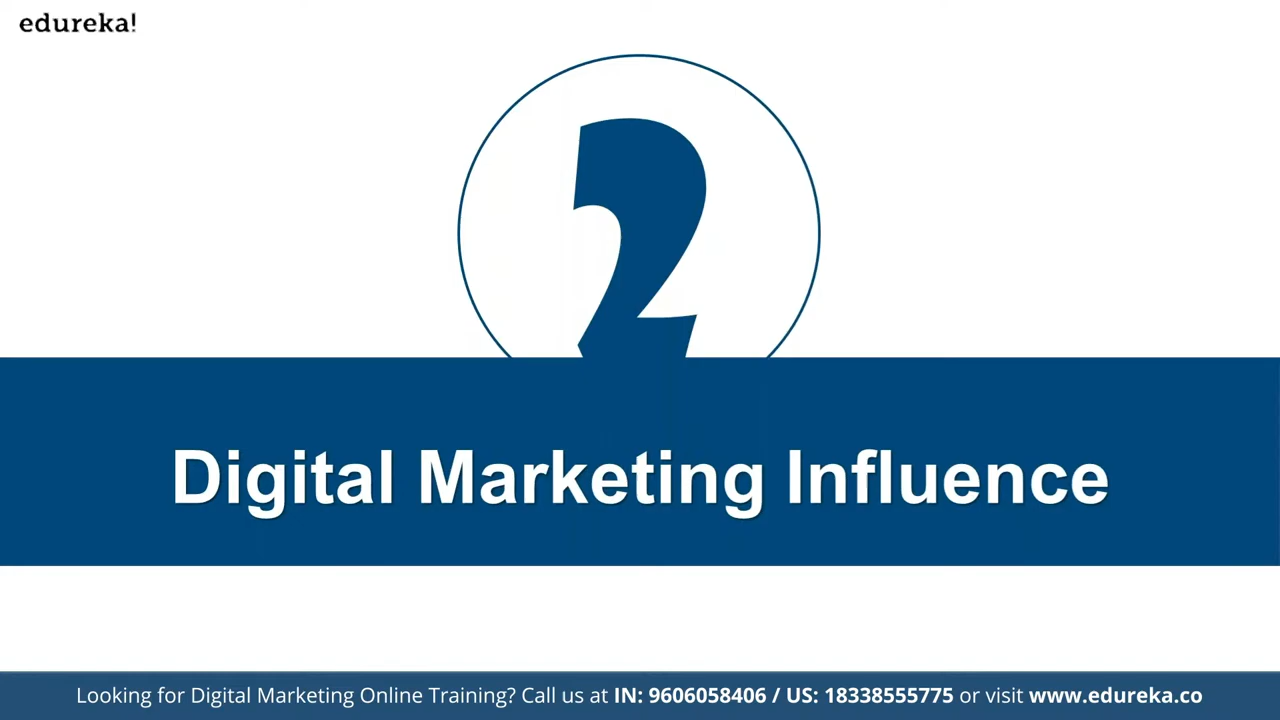 edureka!
2
Digital Marketing Influence
Looking for Digital Marketing Online Training? Call us at IN: 9606058406 / US: 18338555775 or visit www.edureka.co